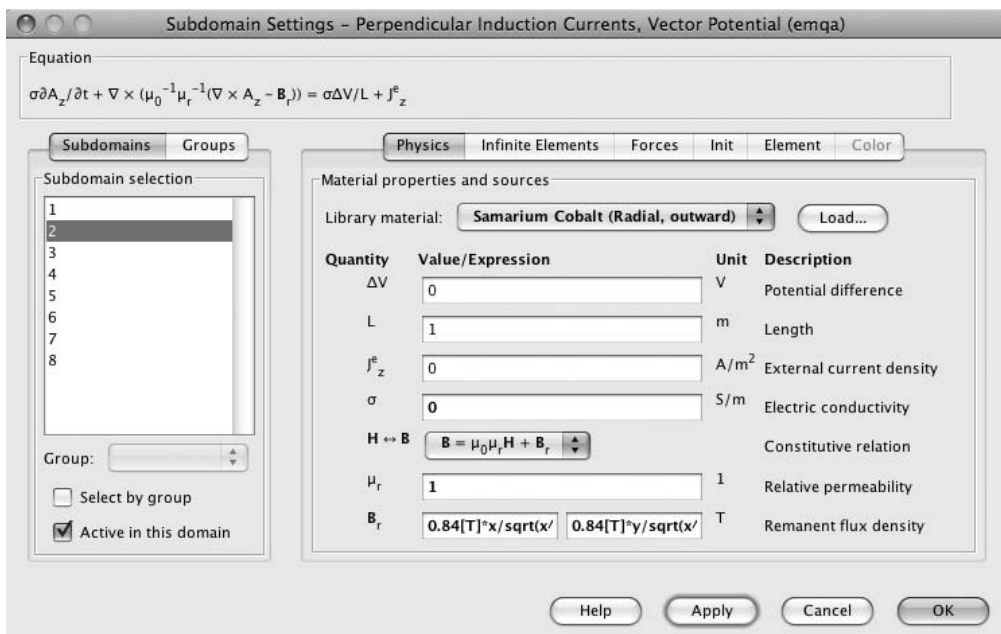 Subdomain Settings – Perpendicular Induction Currents, Vector Potential (emqa)
Equation
σ∂A_z/∂t + ∇ × (μ_0^{-1}μ_r^{-1}(∇ × A_z – B_r)) = σΔV/L + J^e_z
Subdomains Groups
Subdomain selection
1
2
3
4
5
6
7
8
Group:
Select by group
Active in this domain
Physics Infinite Elements Forces Init Element Color
Material properties and sources
Library material: Samarium Cobalt (Radial, outward) Load...
Quantity Value/Expression Unit Description
ΔV 0 V Potential difference
L 1 m Length
J^e_z 0 A/m² External current density
σ 0 S/m Electric conductivity
H ↔ B B = μ_0μ_rH + B_r Constitutive relation
μ_r 1 1 Relative permeability
B_r 0.84[T]*x/sqrt(x 0.84[T]*y/sqrt(x T Remanent flux density
Help Apply Cancel OK